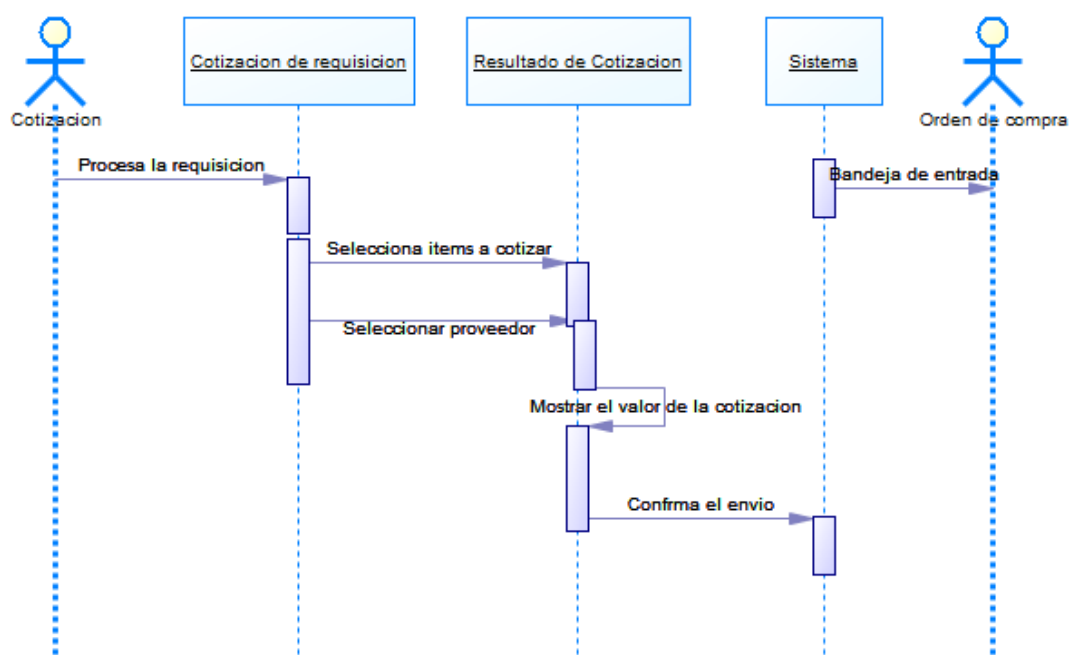 Cotizacion de requisicion
Resultado de Cotizacion
Sistema
Cotizacion
Orden de compra
Procesa la requisicion
Bandeja de entrada
Selecciona items a cotizar
Seleccionar proveedor
Mostrar el valor de la cotizacion
Confrma el envio